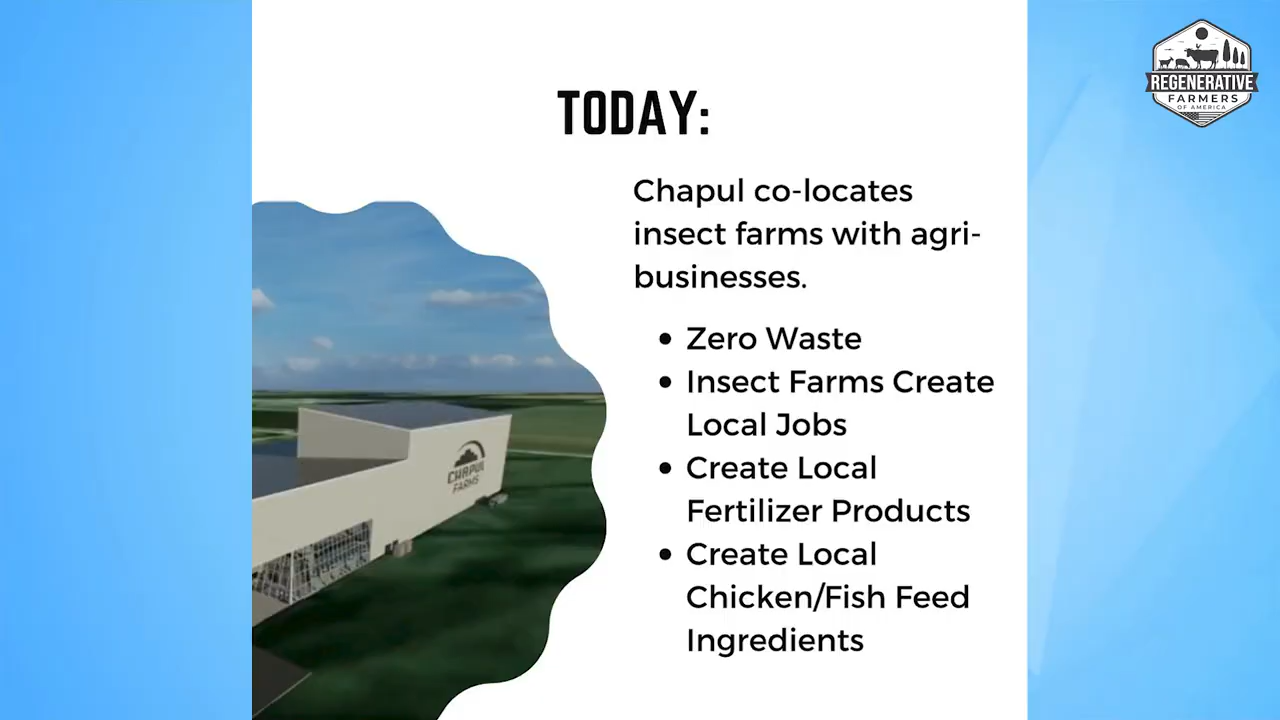 REGENERATIVE
FARMERS
OF AMERICA
TODAY:
Chapul co-locates
insect farms with agri-
businesses.
• Zero Waste
• Insect Farms Create
Local Jobs
• Create Local
Fertilizer Products
• Create Local
Chicken/Fish Feed
Ingredients
CHAPUL
FARMS